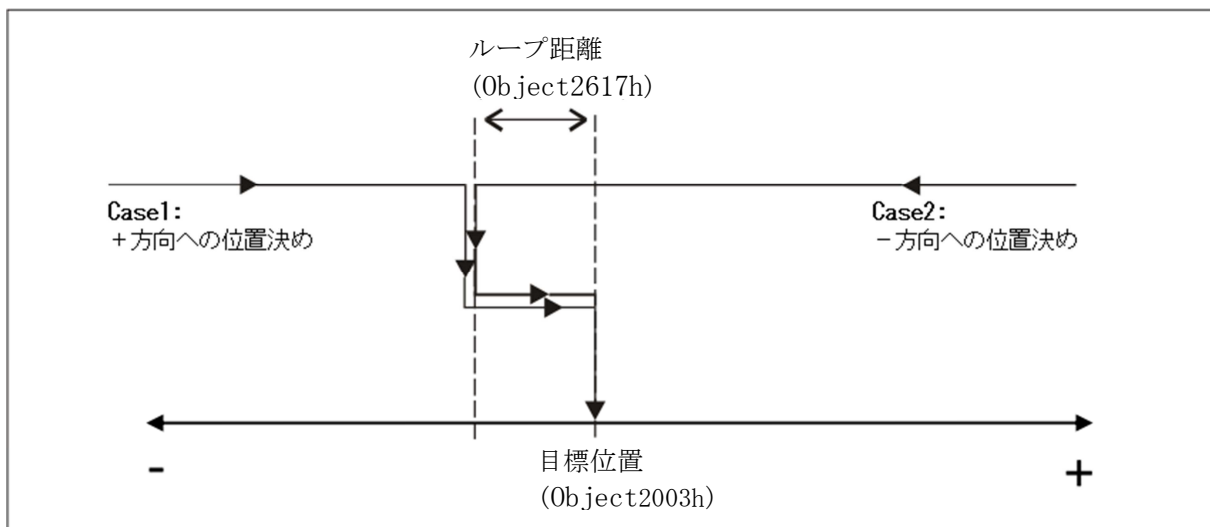 ループ距離
(Object2617h)
Case1:
+方向への位置決め
Case2:
-方向への位置決め
-
+
目標位置
(Object2003h)